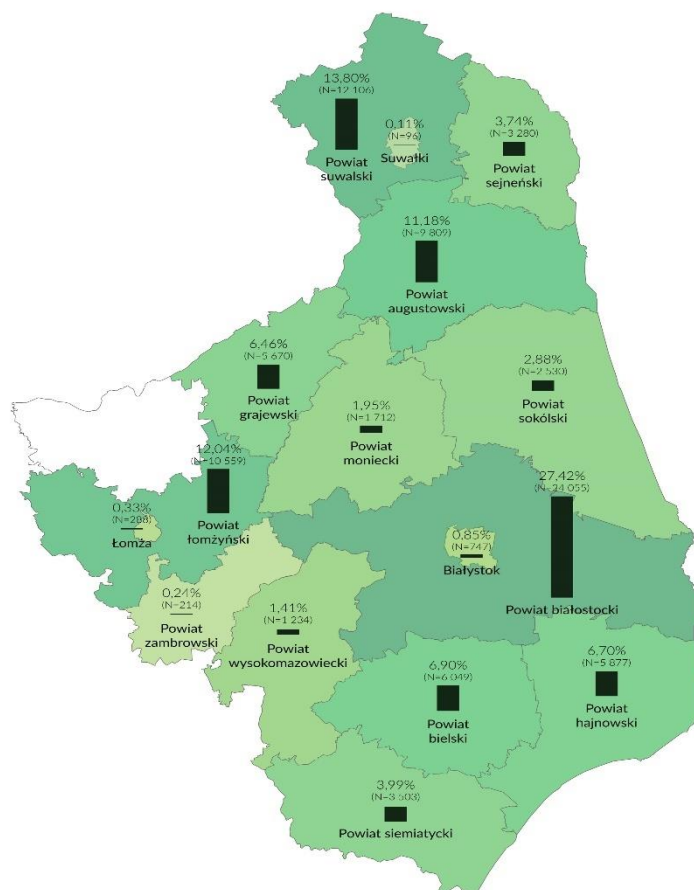 13,80%
(N=12 106)
Powiat
suwalski
0,11%
(N=96)
Suwałki
3,74%
(N=3 280)
Powiat
sejneński
11,18%
(N=9 809)
Powiat
augustowski
6,46%
(N=5 670)
Powiat
grajewski
2,88%
(N=2 530)
Powiat
sokólski
1,95%
(N=1 712)
Powiat
moniecki
12,04%
(N=10 559)
Powiat
łomżyński
27,42%
(N=24 055)
Powiat białostocki
0,33%
(N=288)
Łomża
0,85%
(N=747)
Białystok
0,24%
(N=214)
Powiat
zambrowski
1,41%
(N=1 234)
Powiat
wysokomazowiecki
6,90%
(N=6 049)
Powiat
bielski
6,70%
(N=5 877)
Powiat
hajnowski
3,99%
(N=3 503)
Powiat siemiatycki